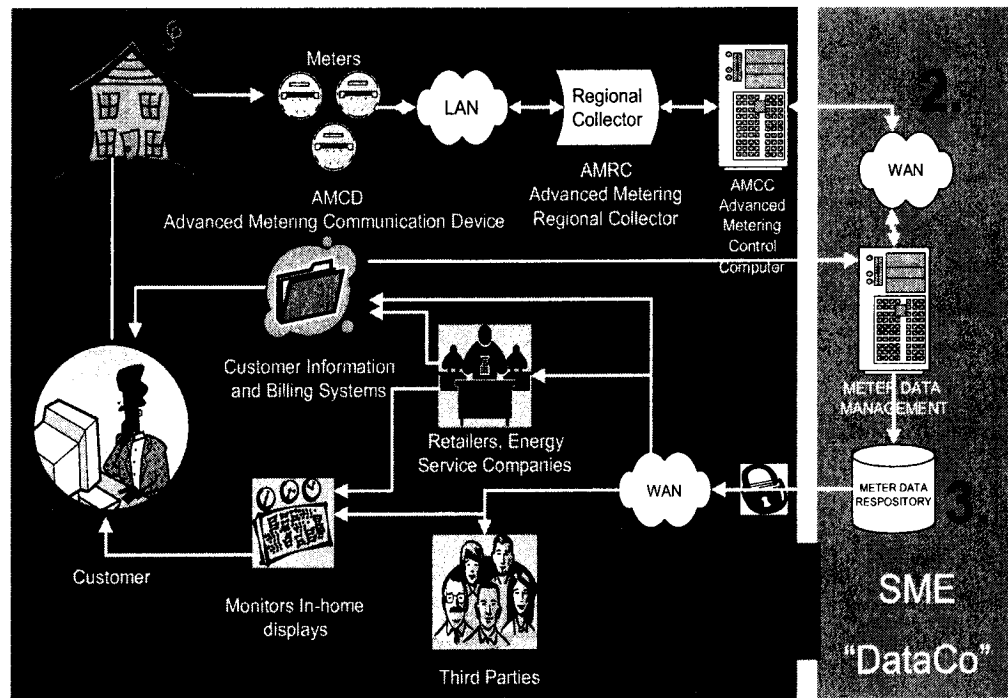 Meters
LAN
Regional
Collector
2.
WAN
AMCD
Advanced Metering Communication Device
AMRC
Advanced Metering
Regional Collector
AMCC
Advanced
Metering
Control
Computer
Customer Information
and Billing Systems
METER DATA
MANAGEMENT
Retailers, Energy
Service Companies
WAN
METER DATA
RESPOSITORY
3.
Customer
Monitors In-home
displays
Third Parties
SME
“DataCo”